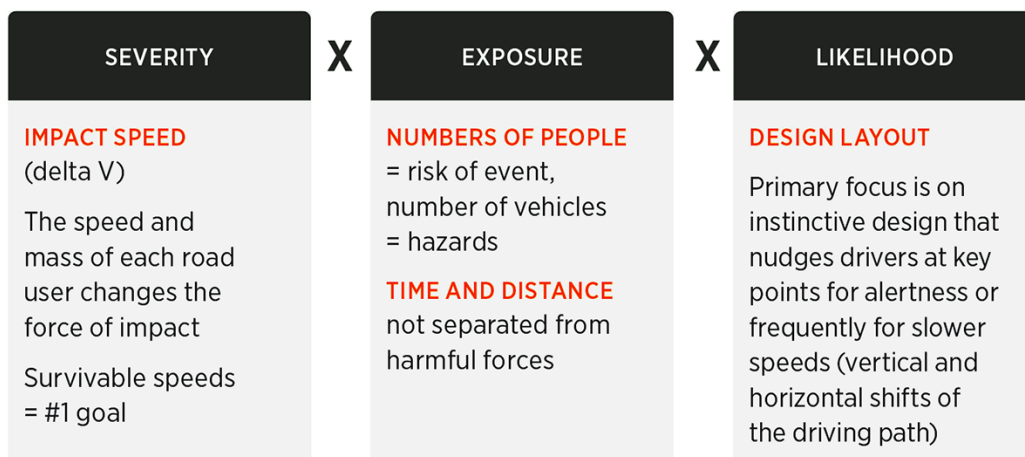 SEVERITY
X
EXPOSURE
X
LIKELIHOOD
IMPACT SPEED
(delta V)
The speed and
mass of each road
user changes the
force of impact
Survivable speeds
= #1 goal
NUMBERS OF PEOPLE
= risk of event,
number of vehicles
= hazards
TIME AND DISTANCE
not separated from
harmful forces
DESIGN LAYOUT
Primary focus is on
instinctive design that
nudges drivers at key
points for alertness or
frequently for slower
speeds (vertical and
horizontal shifts of
the driving path)